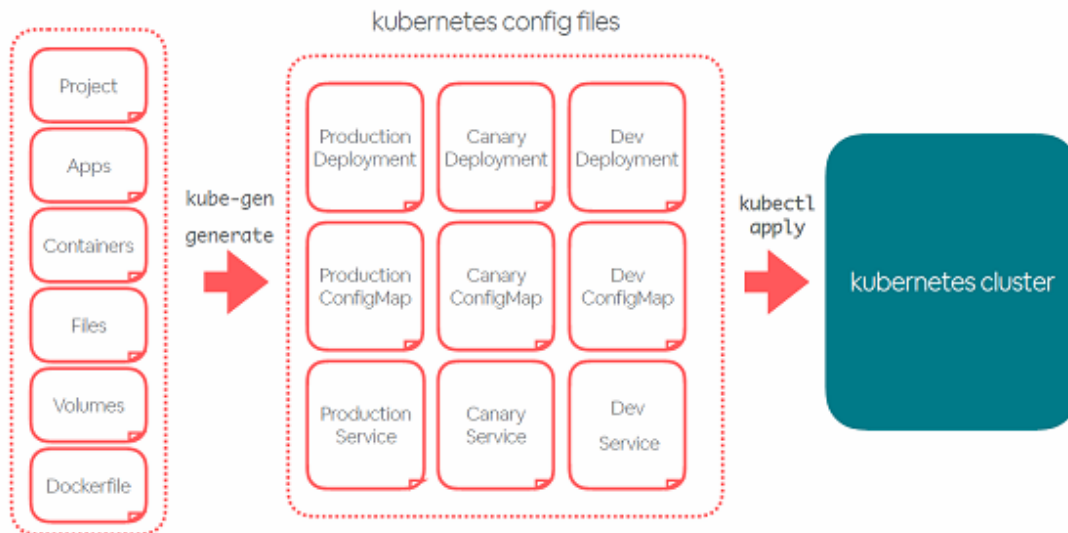 kubernetes config files
Project
Apps
Containers
Files
Volumes
Dockerfile
kube-gen
generate
Production
Deployment
Canary
Deployment
Dev
Deployment
Production
ConfigMap
Canary
ConfigMap
Dev
ConfigMap
Production
Service
Canary
Service
Dev
Service
kubectl
apply
kubernetes cluster